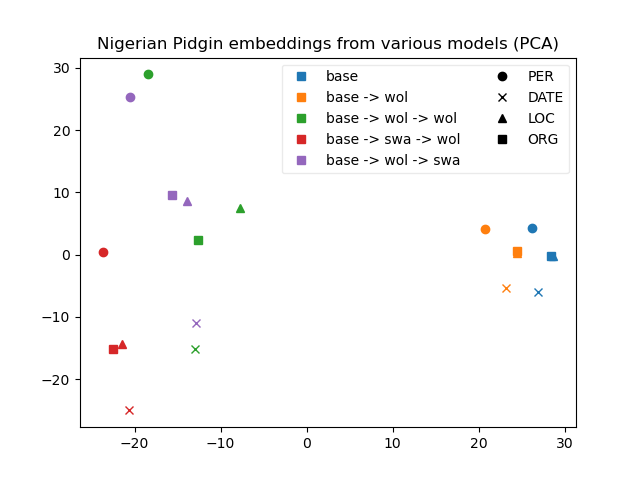 Nigerian Pidgin embeddings from various models (PCA)
30
20
10
0
−10
−20
−20
−10
0
10
20
30
base
base -> wol
base -> wol -> wol
base -> swa -> wol
base -> wol -> swa
PER
DATE
LOC
ORG